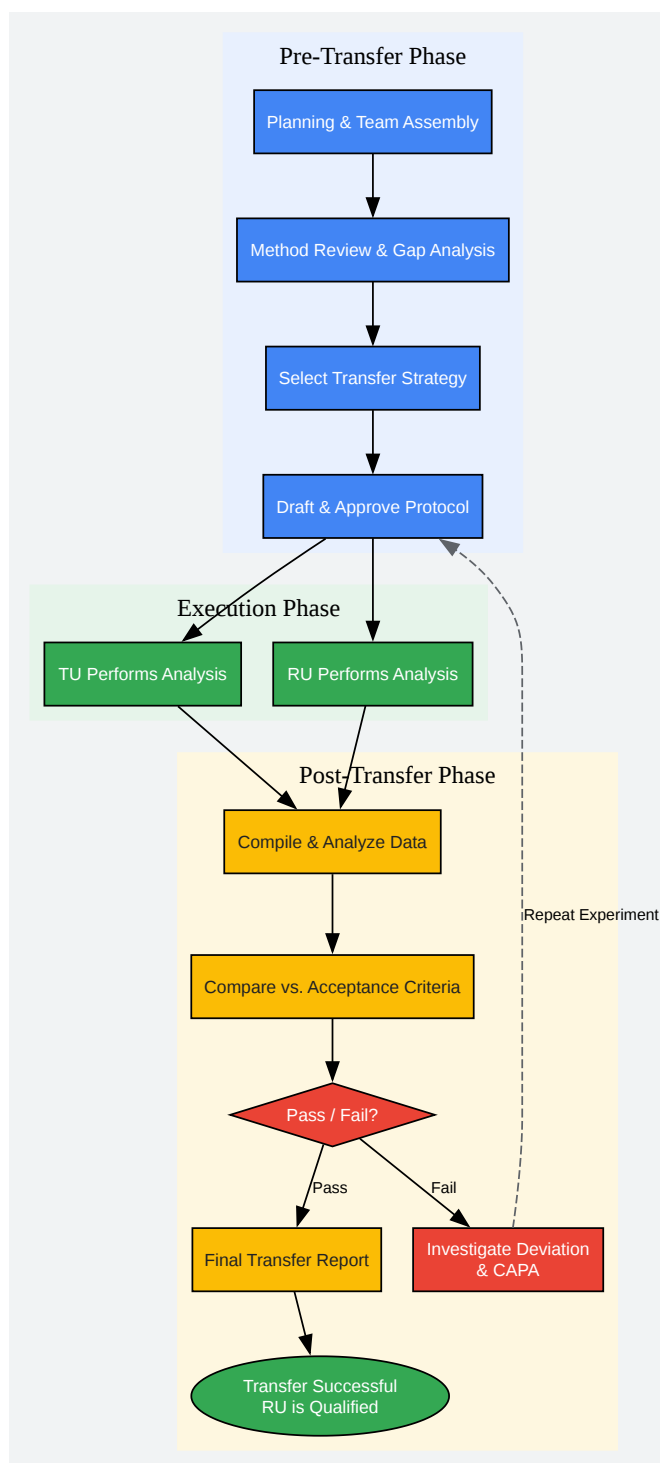 Pre-Transfer Phase
Planning & Team Assembly
Method Review & Gap Analysis
Select Transfer Strategy
Draft & Approve Protocol
Execution Phase
TU Performs Analysis
RU Performs Analysis
Post-Transfer Phase
Compile & Analyze Data
Repeat Experiment
Compare vs. Acceptance Criteria
Pass / Fail?
Pass
Fail
Final Transfer Report
Investigate Deviation
& CAPA
Transfer Successful
RU is Qualified